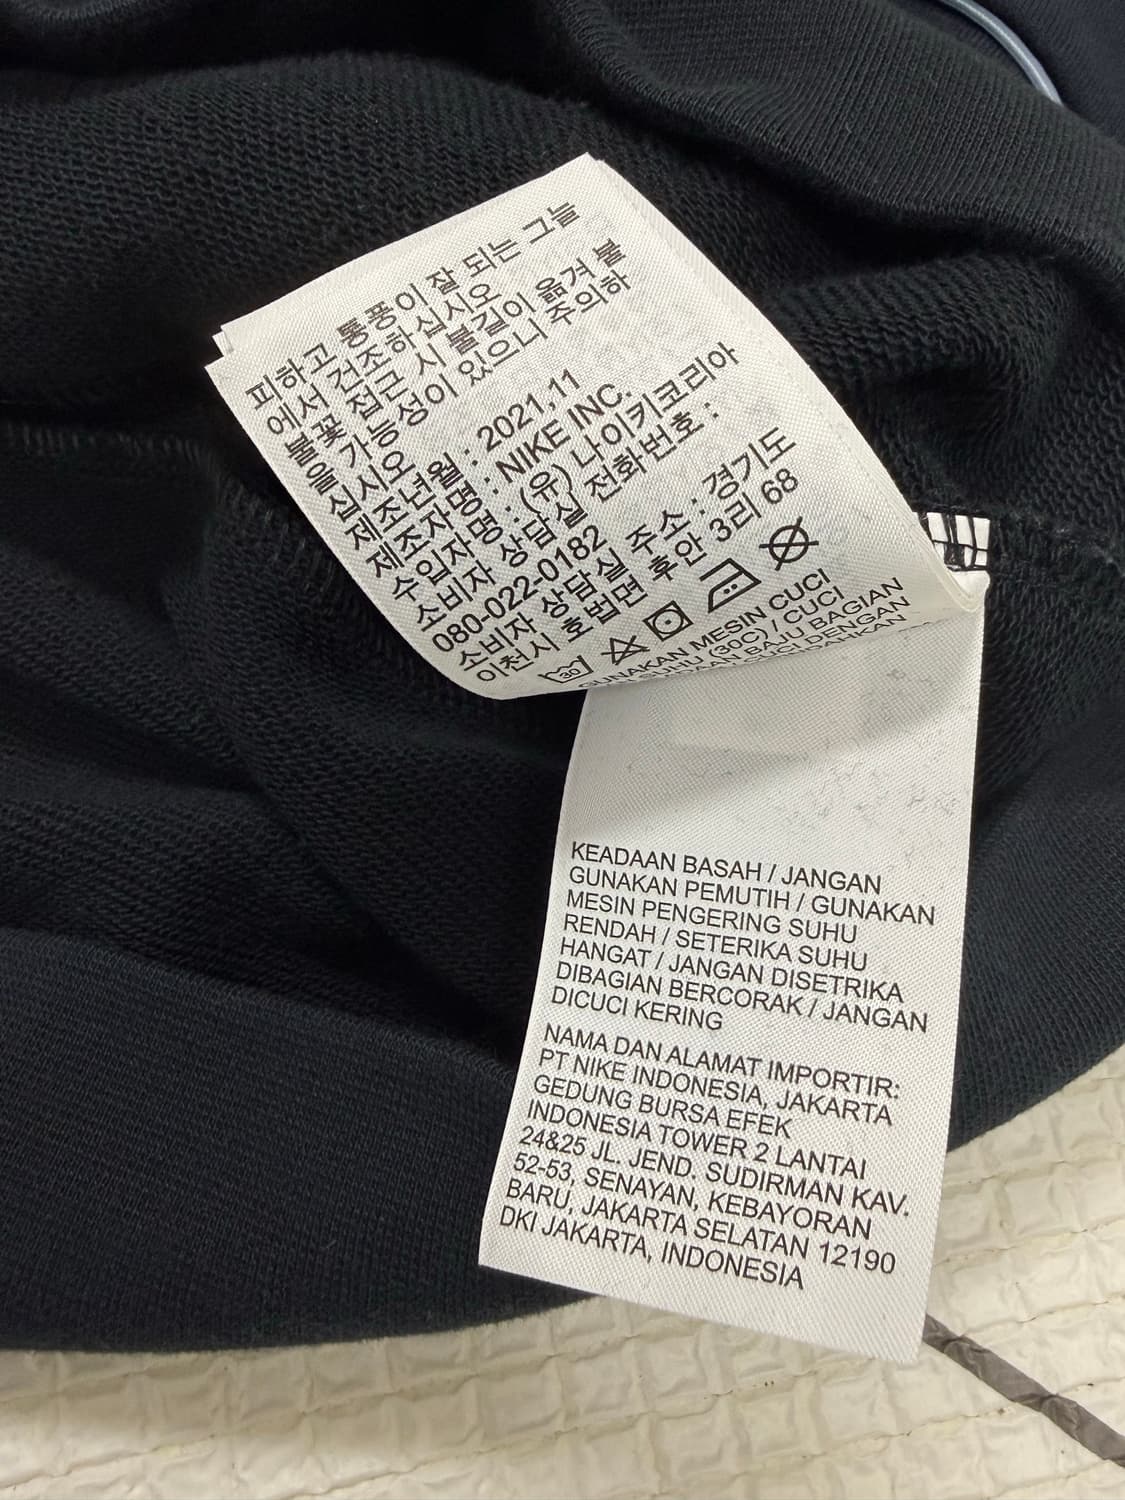 피하고 통풍이 잘 되는 그늘
에서 건조하십시오
불꽃 접근 시 불길이 옮겨 붙
을 가능성이 있으니 주의하
십시오
제조년월 : 2021,11
제조자명 : NIKE INC.
수입자명 : (유) 나이키코리아
소비자 상담실 전화번호 :
080-022-0182
소비자 상담실 주소 : 경기도
이천시 호법면 후안 3리 68
30
GUNAKAN MESIN CUCI
SUHU (30C) / CUCI
BAJU BAGIAN
CUCI DENGAN
KEADAAN BASAH / JANGAN
GUNAKAN PEMUTIH / GUNAKAN
MESIN PENGERING SUHU
RENDAH / SETERIKA SUHU
HANGAT / JANGAN DISETRIKA
DIBAGIAN BERCORAK / JANGAN
DICUCI KERING
NAMA DAN ALAMAT IMPORTIR:
PT NIKE INDONESIA, JAKARTA
GEDUNG BURSA EFEK
INDONESIA TOWER 2 LANTAI
24&25 JL. JEND. SUDIRMAN KAV.
52-53, SENAYAN, KEBAYORAN
BARU, JAKARTA SELATAN 12190
DKI JAKARTA, INDONESIA